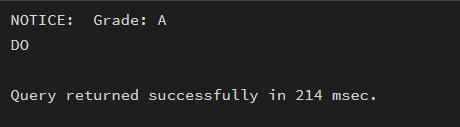 NOTICE:  Grade: A
DO
Query returned successfully in 214 msec.